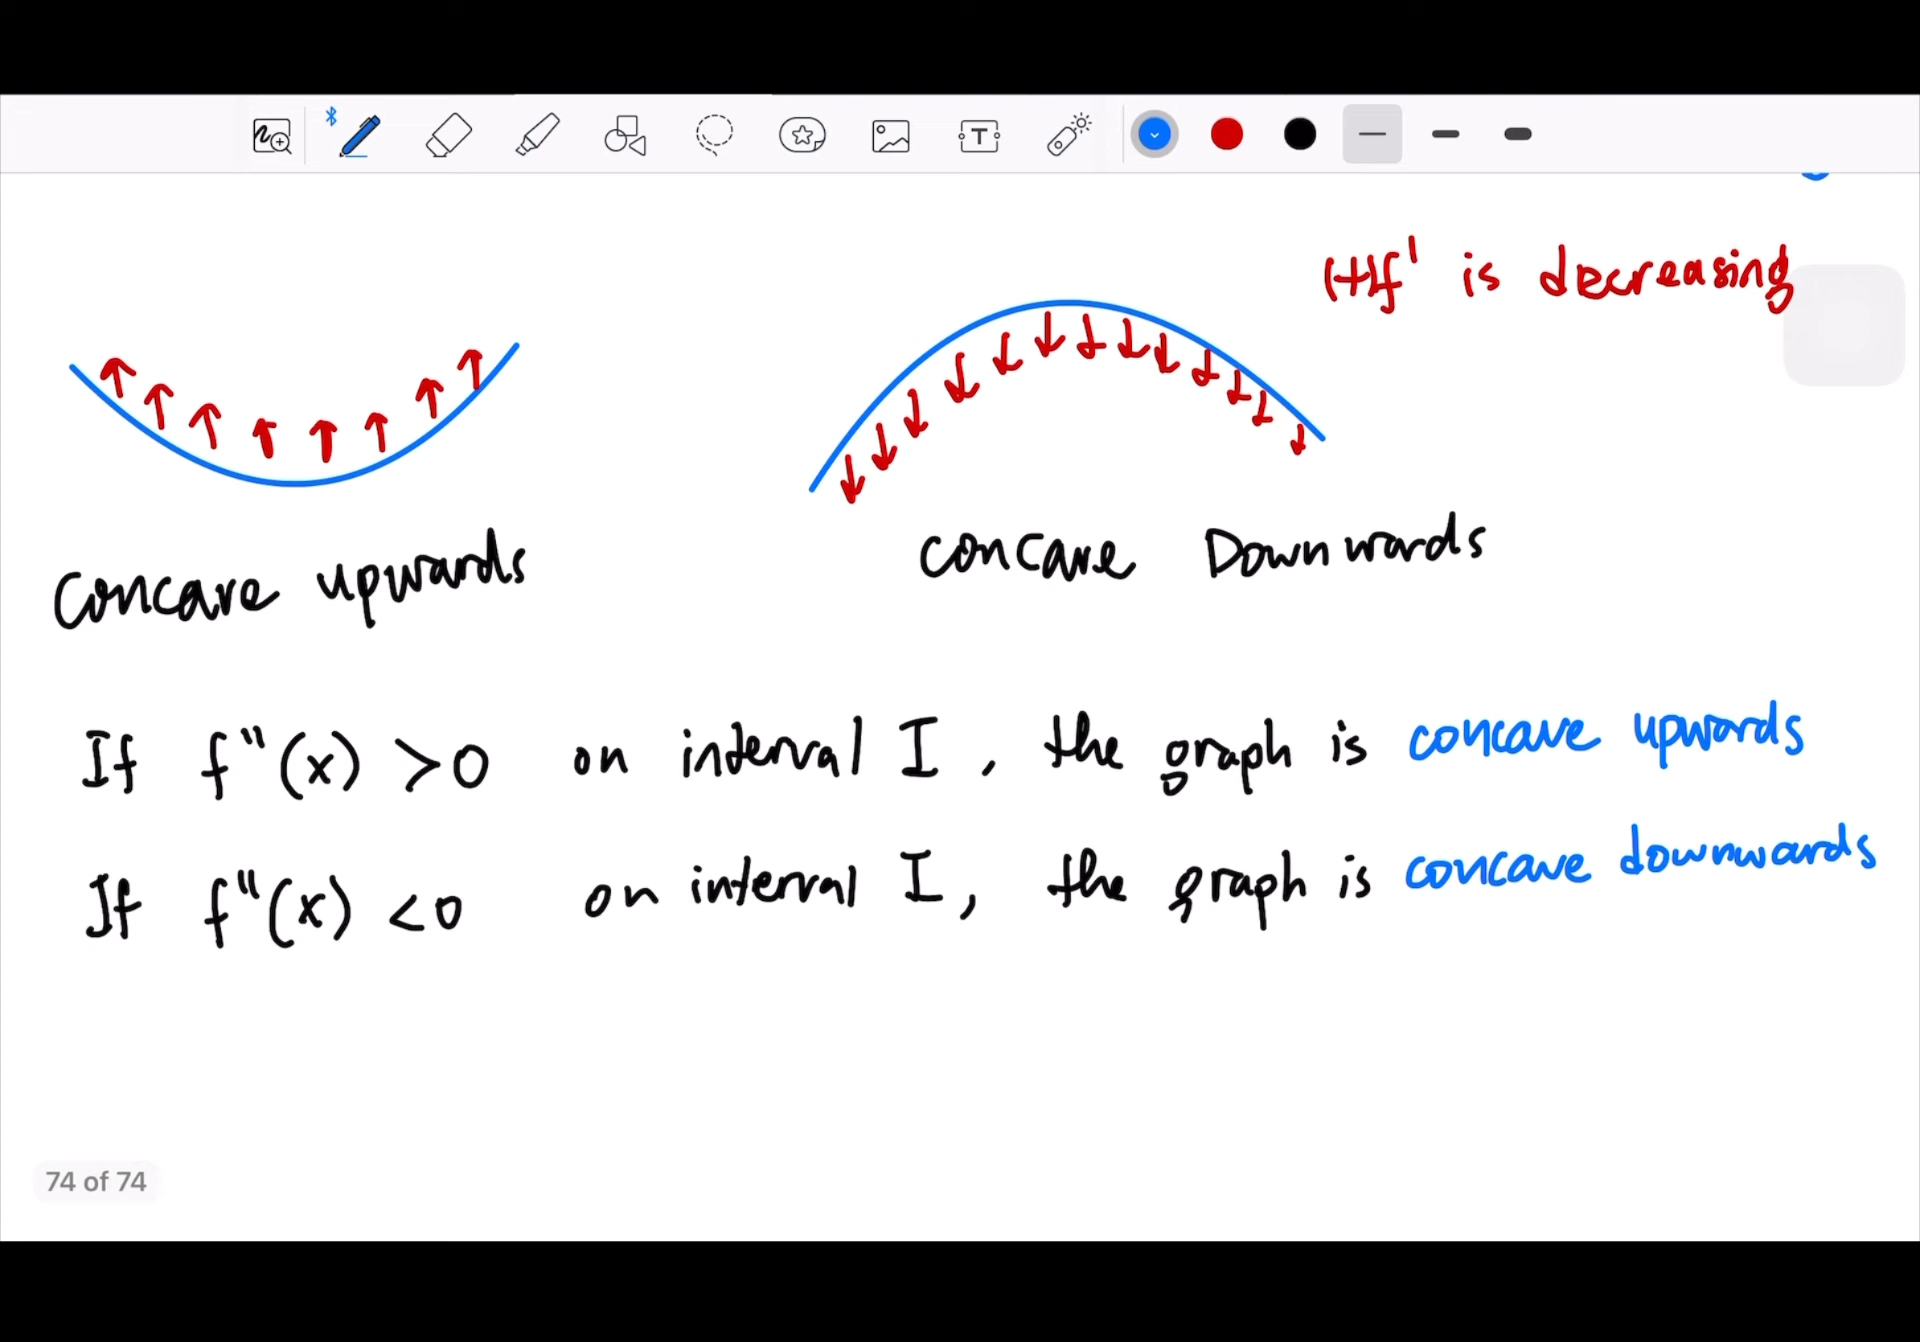 T
(+)f' is decreasing
Concave upwards
Concave Downwards
If f"(x) >0 on interval I, the graph is concave upwards
If f"(x) <0 on interval I, the graph is concave downwards
74 of 74